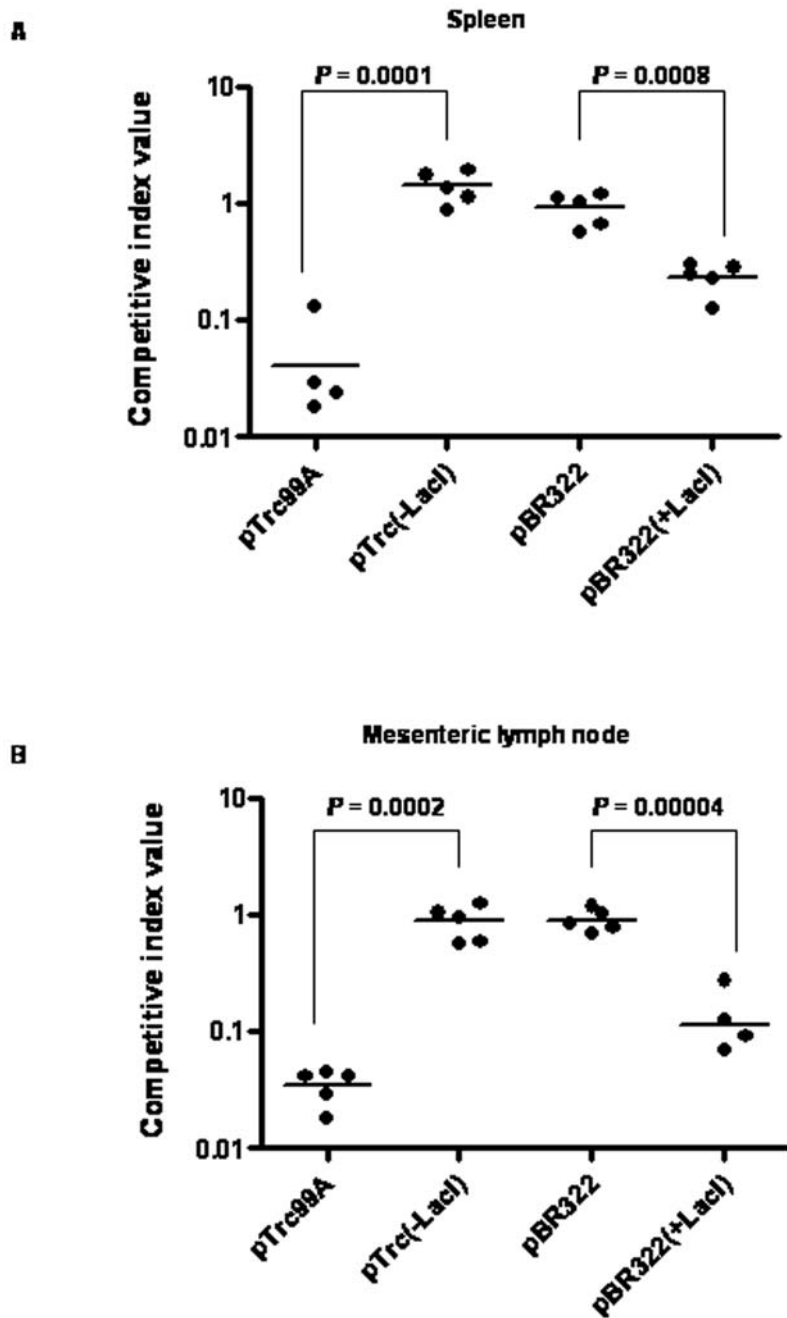 A
Spleen
P = 0.0001
P = 0.0008
Competitive index value
10
1
0.1
0.01
pTrc99A
pTrc(-LacI)
pBR322
pBR322(+LacI)
B
Mesenteric lymph node
P = 0.0002
P = 0.00004
Competitive index value
10
1
0.1
0.01
pTrc99A
pTrc(-LacI)
pBR322
pBR322(+LacI)